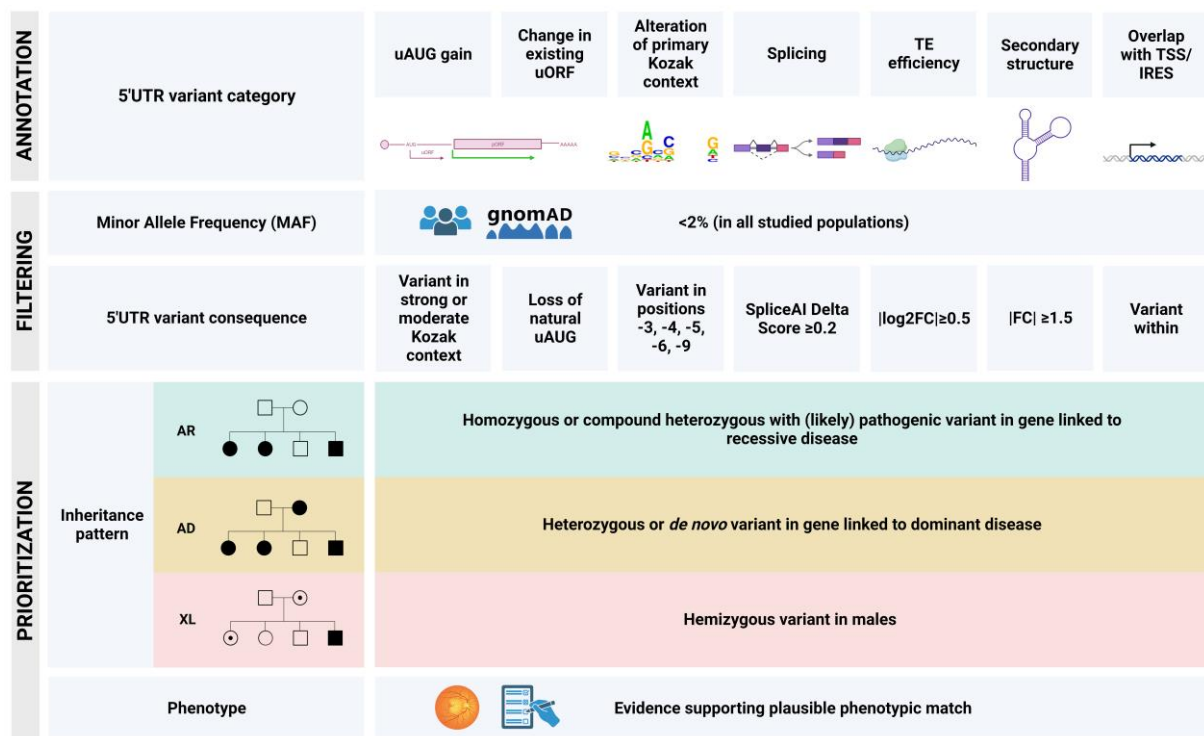 ANNOTATION
5'UTR variant category
uAUG gain
Change in
existing
uORF
Alteration
of primary
Kozak
context
Splicing
TE
efficiency
Secondary
structure
Overlap
with TSS/
IRES
AUG
uORF
pORF
AAAAA
A
G
C
G
A
FILTERING
Minor Allele Frequency (MAF)
gnomAD
<2% (in all studied populations)
5'UTR variant consequence
Variant in
strong or
moderate
Kozak
context
Loss of
natural
uAUG
Variant in
positions
-3, -4, -5,
-6, -9
SpliceAI Delta
Score ≥0.2
|log2FC|≥0.5
|FC| ≥1.5
Variant
within
PRIORITIZATION
Inheritance
pattern
AR
Homozygous or compound heterozygous with (likely) pathogenic variant in gene linked to
recessive disease
AD
Heterozygous or de novo variant in gene linked to dominant disease
XL
Hemizygous variant in males
Phenotype
Evidence supporting plausible phenotypic match